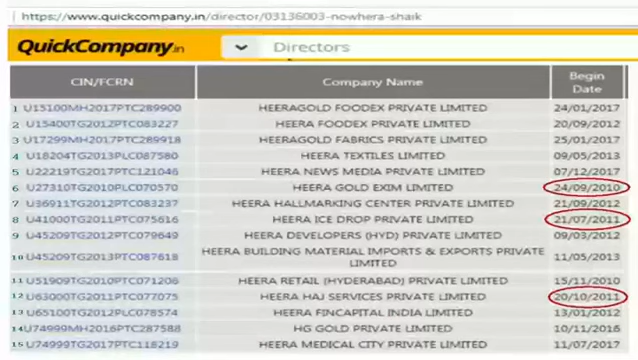 https://www.quickcompany.in/director/03136003-nowhera-shaik
QuickCompany.in Directors
CIN/FCRN Company Name Begin Date
1 U15100MH2017PTC289900 HEERAGOLD FOODEX PRIVATE LIMITED 24/01/2017
2 U15400TG2012PTC083227 HEERA FOODEX PRIVATE LIMITED 20/09/2012
3 U17299MH2017PTC289918 HEERAGOLD FABRICS PRIVATE LIMITED 25/01/2017
4 U18204TG2013PLC087580 HEERA TEXTILES LIMITED 09/05/2013
5 U22219TG2017PTC121046 HEERA NEWS MEDIA PRIVATE LIMITED 07/12/2017
6 U27310TG2010PLC070570 HEERA GOLD EXIM LIMITED 24/09/2010
7 U36911TG2012PTC083237 HEERA HALLMARKING CENTER PRIVATE LIMITED 21/09/2012
8 U41000TG2011PTC075616 HEERA ICE DROP PRIVATE LIMITED 21/07/2011
9 U45209TG2012PTC079649 HEERA DEVELOPERS (HYD) PRIVATE LIMITED 09/03/2012
10 U45209TG2013PTC087618 HEERA BUILDING MATERIAL IMPORTS & EXPORTS PRIVATE LIMITED 11/05/2013
11 U51909TG2010PTC071206 HEERA RETAIL (HYDERABAD) PRIVATE LIMITED 15/11/2010
12 U63000TG2011PTC077075 HEERA HAJ SERVICES PRIVATE LIMITED 20/10/2011
13 U65100TG2012PLC078574 HEERA FINCAPITAL INDIA LIMITED 13/01/2012
14 U74999MH2016PTC287588 HG GOLD PRIVATE LIMITED 10/11/2016
15 U74999TG2017PTC118219 HEERA MEDICAL CITY PRIVATE LIMITED 11/07/2017